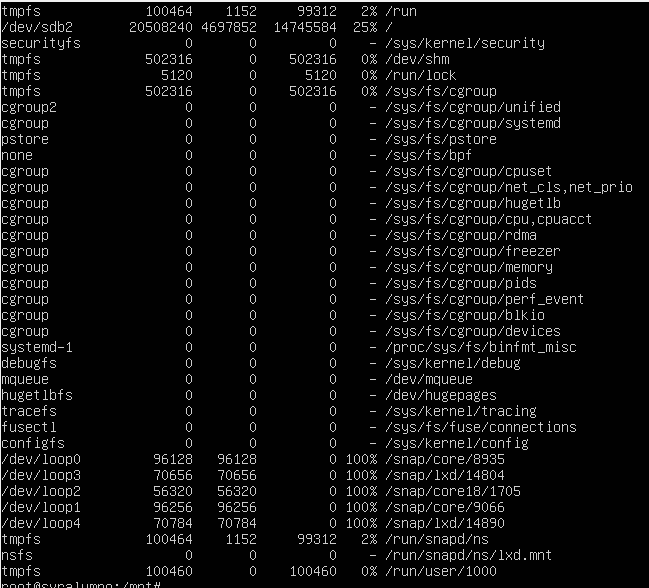 tmpfs 100464 1152 99312 2% /run
/dev/sdb2 20508240 4697852 14745584 25% /
securityfs 0 0 0 - /sys/kernel/security
tmpfs 502316 0 502316 0% /dev/shm
tmpfs 5120 0 5120 0% /run/lock
tmpfs 502316 0 502316 0% /sys/fs/cgroup
cgroup2 0 0 0 - /sys/fs/cgroup/unified
cgroup 0 0 0 - /sys/fs/cgroup/systemd
pstore 0 0 0 - /sys/fs/pstore
none 0 0 0 - /sys/fs/bpf
cgroup 0 0 0 - /sys/fs/cgroup/cpuset
cgroup 0 0 0 - /sys/fs/cgroup/net_cls,net_prio
cgroup 0 0 0 - /sys/fs/cgroup/hugetlb
cgroup 0 0 0 - /sys/fs/cgroup/cpu,cpuacct
cgroup 0 0 0 - /sys/fs/cgroup/rdma
cgroup 0 0 0 - /sys/fs/cgroup/freezer
cgroup 0 0 0 - /sys/fs/cgroup/memory
cgroup 0 0 0 - /sys/fs/cgroup/pids
cgroup 0 0 0 - /sys/fs/cgroup/perf_event
cgroup 0 0 0 - /sys/fs/cgroup/blkio
cgroup 0 0 0 - /sys/fs/cgroup/devices
systemd-1 0 0 0 - /proc/sys/fs/binfmt_misc
debugfs 0 0 0 - /sys/kernel/debug
mqueue 0 0 0 - /dev/mqueue
hugetlbfs 0 0 0 - /dev/hugepages
tracefs 0 0 0 - /sys/kernel/tracing
fusectl 0 0 0 - /sys/fs/fuse/connections
configfs 0 0 0 - /sys/kernel/config
/dev/loop0 96128 96128 0 100% /snap/core/8935
/dev/loop3 70656 70656 0 100% /snap/lxd/14804
/dev/loop2 56320 56320 0 100% /snap/core18/1705
/dev/loop1 96256 96256 0 100% /snap/core/9066
/dev/loop4 70784 70784 0 100% /snap/lxd/14890
tmpfs 100464 1152 99312 2% /run/snapd/ns
nsfs 0 0 0 - /run/snapd/ns/lxd.mnt
tmpfs 100460 0 100460 0% /run/user/1000